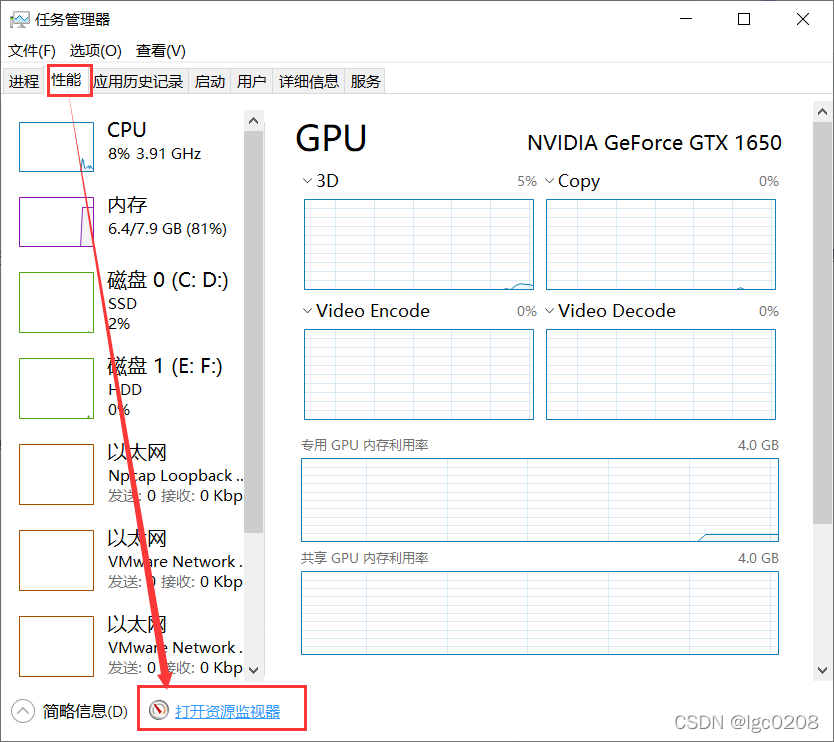 任务管理器
文件(F) 选项(O) 查看(V)
进程 性能 应用历史记录 启动 用户 详细信息 服务
CPU
8% 3.91 GHz
内存
6.4/7.9 GB (81%)
磁盘 0 (C: D:)
SSD
2%
磁盘 1 (E: F:)
HDD
0%
以太网
Npcap Loopback ..
发送: 0 接收: 0 Kbp
以太网
VMware Network .
发送: 0 接收: 0 Kbp
以太网
VMware Network .
发送: 0 接收: 0 Kbp
GPU
NVIDIA GeForce GTX 1650
3D 5%
Copy 0%
Video Encode 0%
Video Decode 0%
专用 GPU 内存利用率 4.0 GB
共享 GPU 内存利用率 4.0 GB
简略信息(D) 打开资源监视器
CSDN @lgc0208